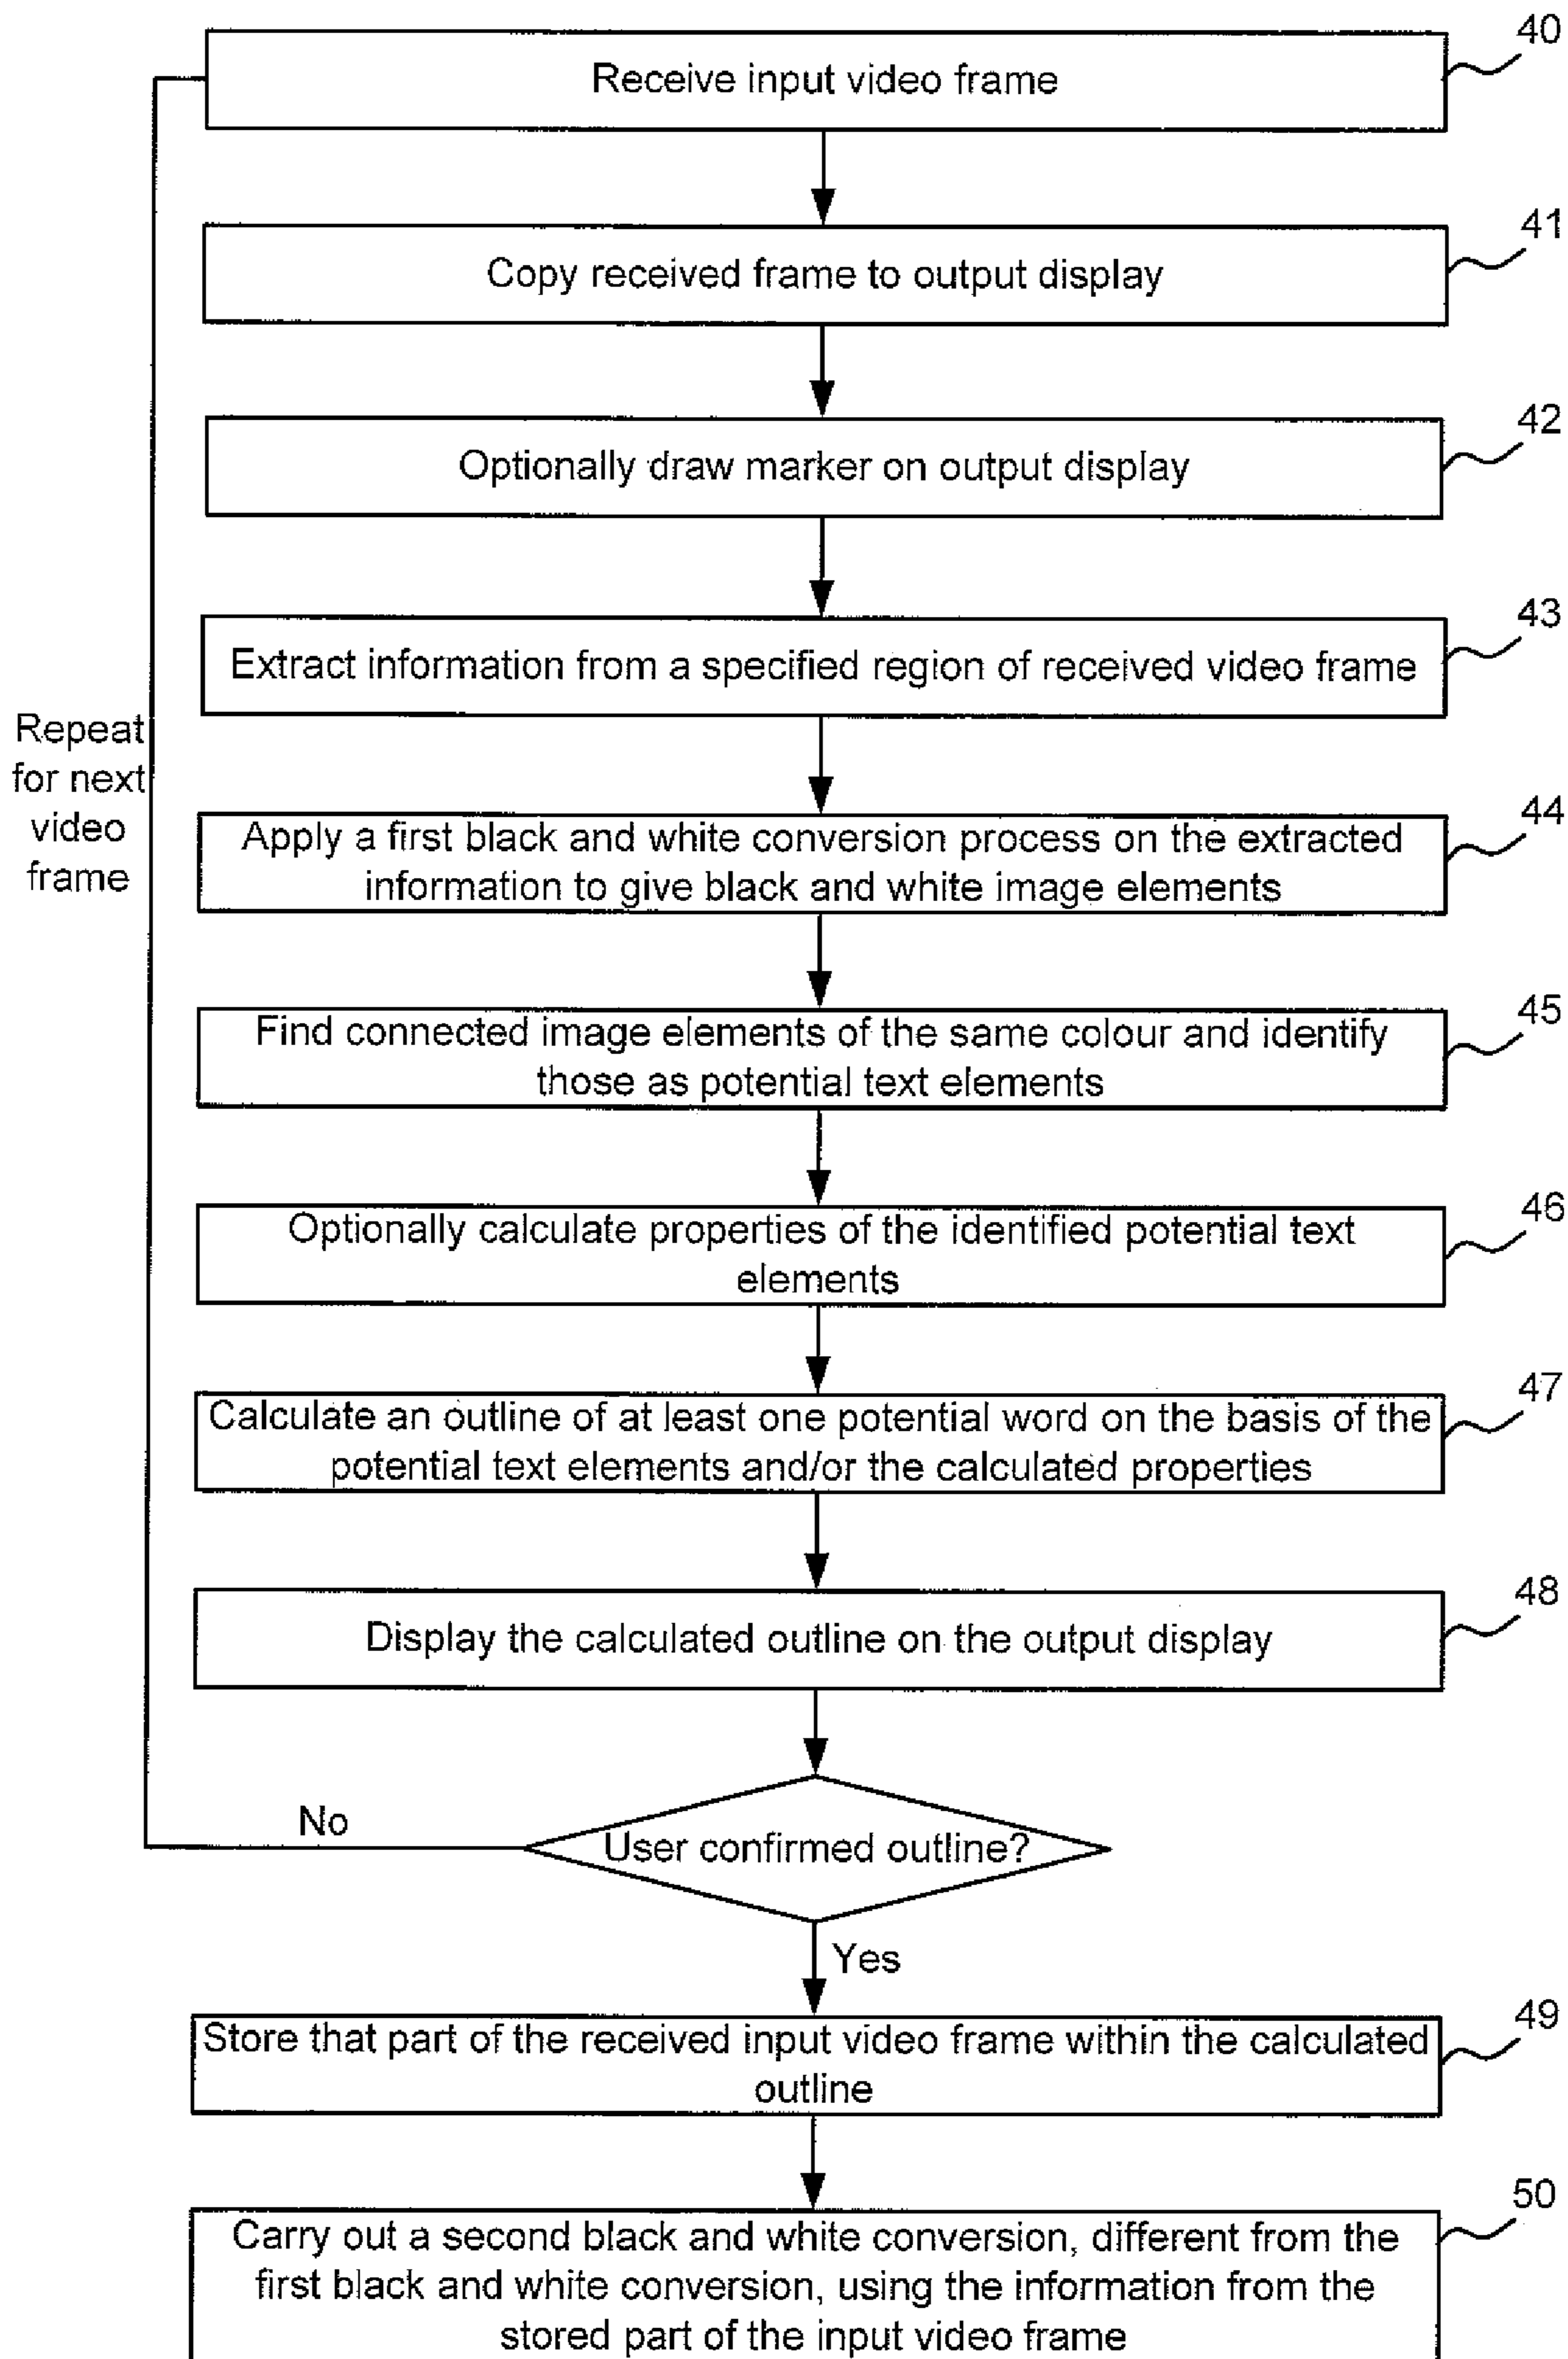 40
Receive input video frame
41
Copy received frame to output display
42
Optionally draw marker on output display
43
Extract information from a specified region of received video frame
Repeat
for next
video
frame
44
Apply a first black and white conversion process on the extracted
information to give black and white image elements
45
Find connected image elements of the same colour and identify
those as potential text elements
46
Optionally calculate properties of the identified potential text
elements
47
Calculate an outline of at least one potential word on the basis of the
potential text elements and/or the calculated properties
48
Display the calculated outline on the output display
No
User confirmed outline?
Yes
49
Store that part of the received input video frame within the calculated
outline
50
Carry out a second black and white conversion, different from the
first black and white conversion, using the information from the
stored part of the input video frame